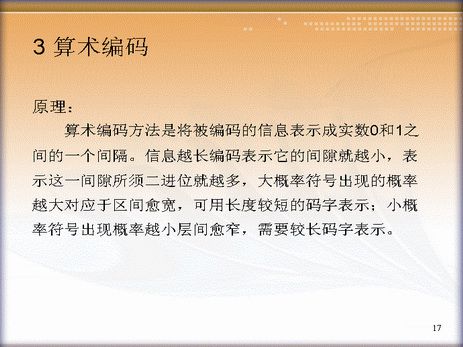 3 算术编码
原理：
算术编码方法是将被编码的信息表示成实数0和1之
间的一个间隔。信息越长编码表示它的间隙就越小，表
示这一间隙所须二进位就越多，大概率符号出现的概率
越大对应于区间愈宽，可用长度较短的码字表示；小概
率符号出现概率越小层间愈窄，需要较长码字表示。
17